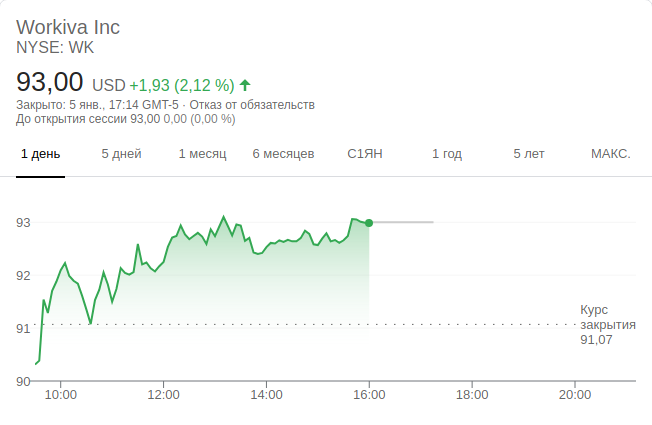 Workiva Inc
NYSE: WK
93,00 USD +1,93 (2,12 %)
Закрыто: 5 янв., 17:14 GMT-5 · Отказ от обязательств
До открытия сессии 93,00 0,00 (0,00 %)
1 день 5 дней 1 месяц 6 месяцев С1ЯН 1 год 5 лет МАКС.
93
92
91
90
Курс
закрытия
91,07
10:00 12:00 14:00 16:00 18:00 20:00